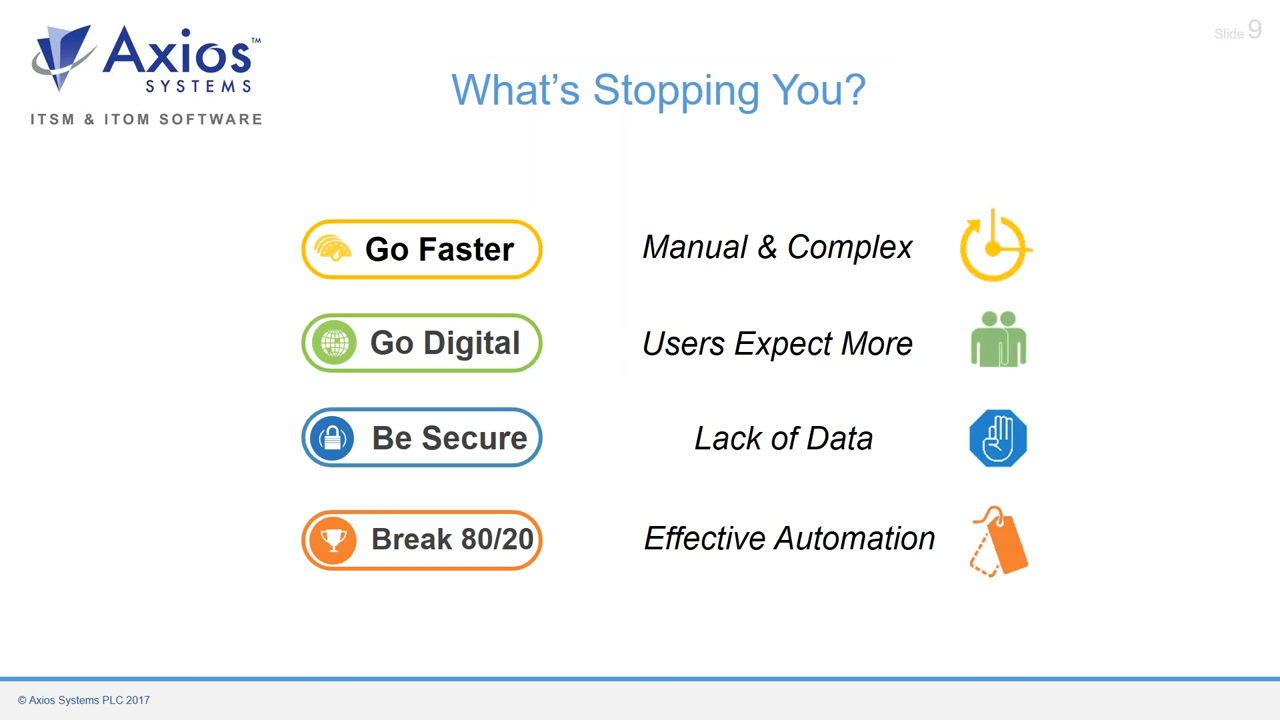 Axios™
SYSTEMS
ITSM & ITOM SOFTWARE
Slide 9
What's Stopping You?
Go Faster
Manual & Complex
Go Digital
Users Expect More
Be Secure
Lack of Data
Break 80/20
Effective Automation
© Axios Systems PLC 2017